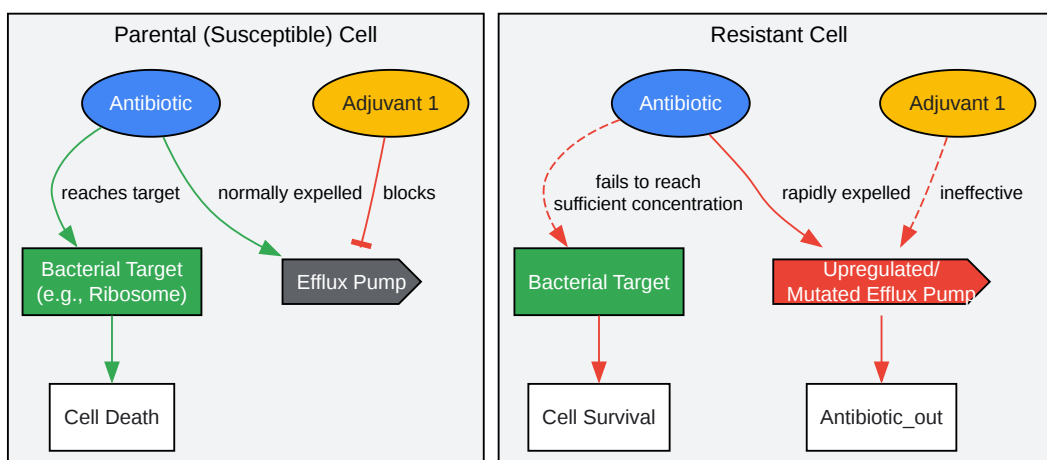 Parental (Susceptible) Cell
Antibiotic
Adjuvant 1
reaches target
normally expelled
blocks
Bacterial Target
(e.g., Ribosome)
Efflux Pump
Cell Death
Resistant Cell
Antibiotic
Adjuvant 1
fails to reach
sufficient concentration
rapidly expelled
ineffective
Bacterial Target
Upregulated/
Mutated Efflux Pump
Cell Survival
Antibiotic_out